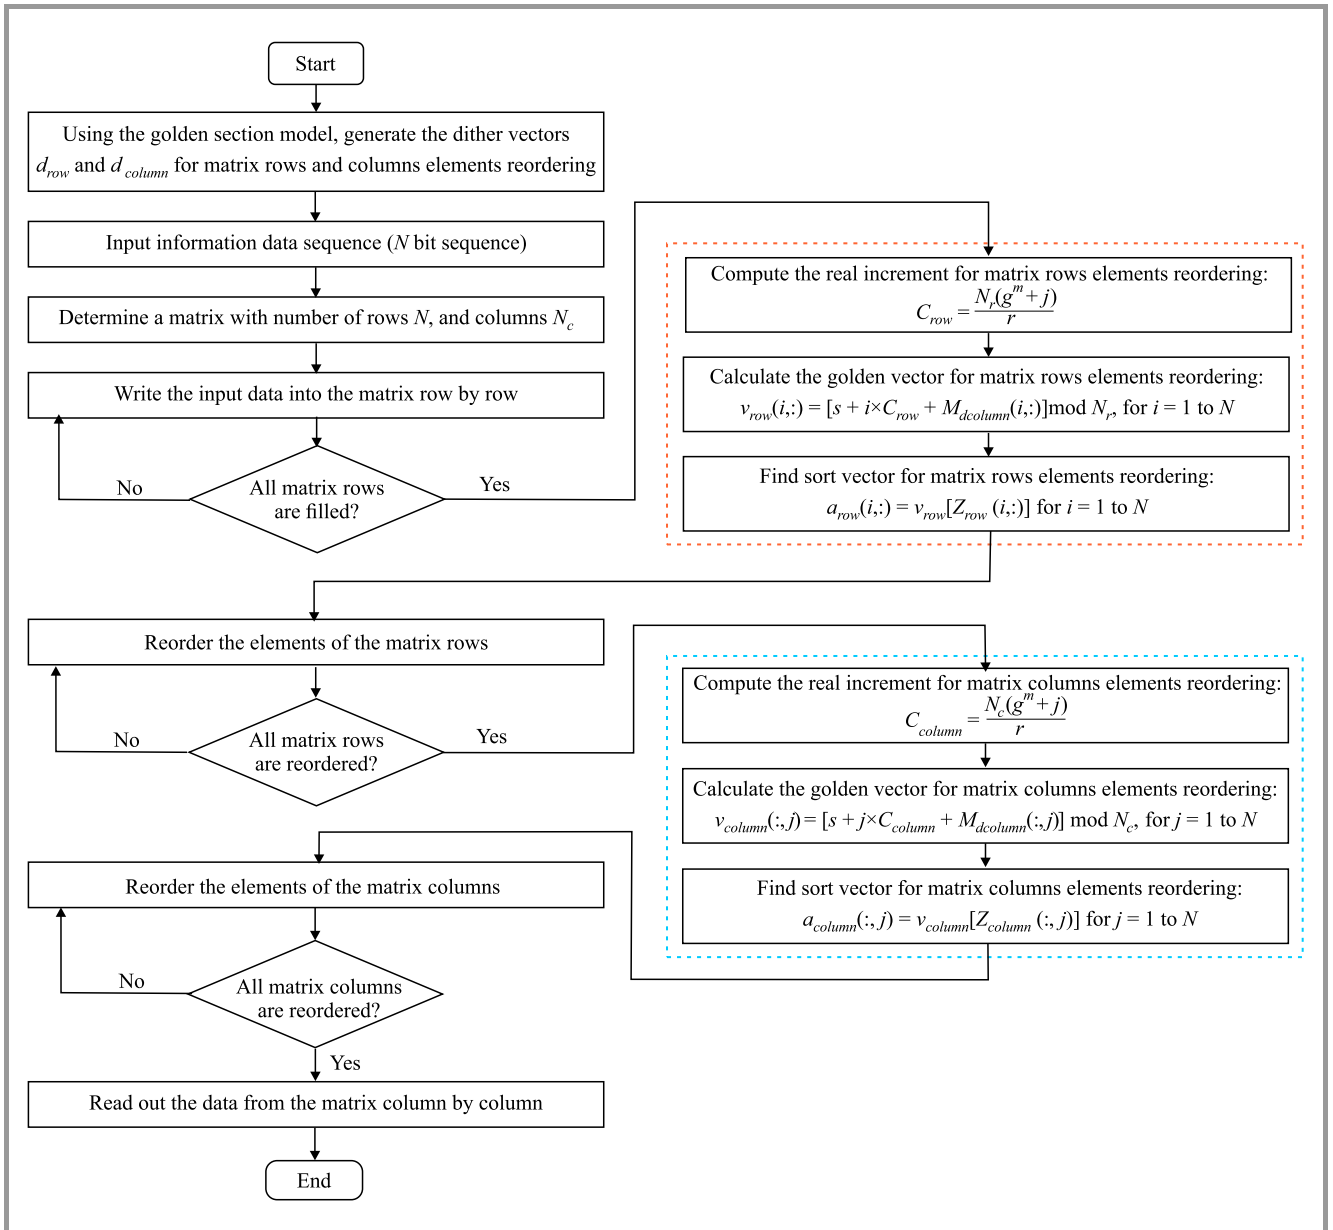 Start
Using the golden section model, generate the dither vectors
d_row and d_column for matrix rows and columns elements reordering
Input information data sequence (N bit sequence)
Determine a matrix with number of rows N, and columns N_c
Write the input data into the matrix row by row
No
All matrix rows
are filled?
Yes
Compute the real increment for matrix rows elements reordering:
C_row = N_r(g^m + j) / r
Calculate the golden vector for matrix rows elements reordering:
v_row(i,:) = [s + i×C_row + M_dcolumn(i,:)]mod N_r, for i = 1 to N
Find sort vector for matrix rows elements reordering:
a_row(i,:) = v_row[Z_row (i,:)] for i = 1 to N
Reorder the elements of the matrix rows
No
All matrix rows
are reordered?
Yes
Compute the real increment for matrix columns elements reordering:
C_column = N_c(g^m + j) / r
Calculate the golden vector for matrix columns elements reordering:
v_column(:,j) = [s + j×C_column + M_dcolumn(:,j)] mod N_c, for j = 1 to N
Find sort vector for matrix columns elements reordering:
a_column(:,j) = v_column[Z_column (:,j)] for j = 1 to N
Reorder the elements of the matrix columns
No
All matrix columns
are reordered?
Yes
Read out the data from the matrix column by column
End